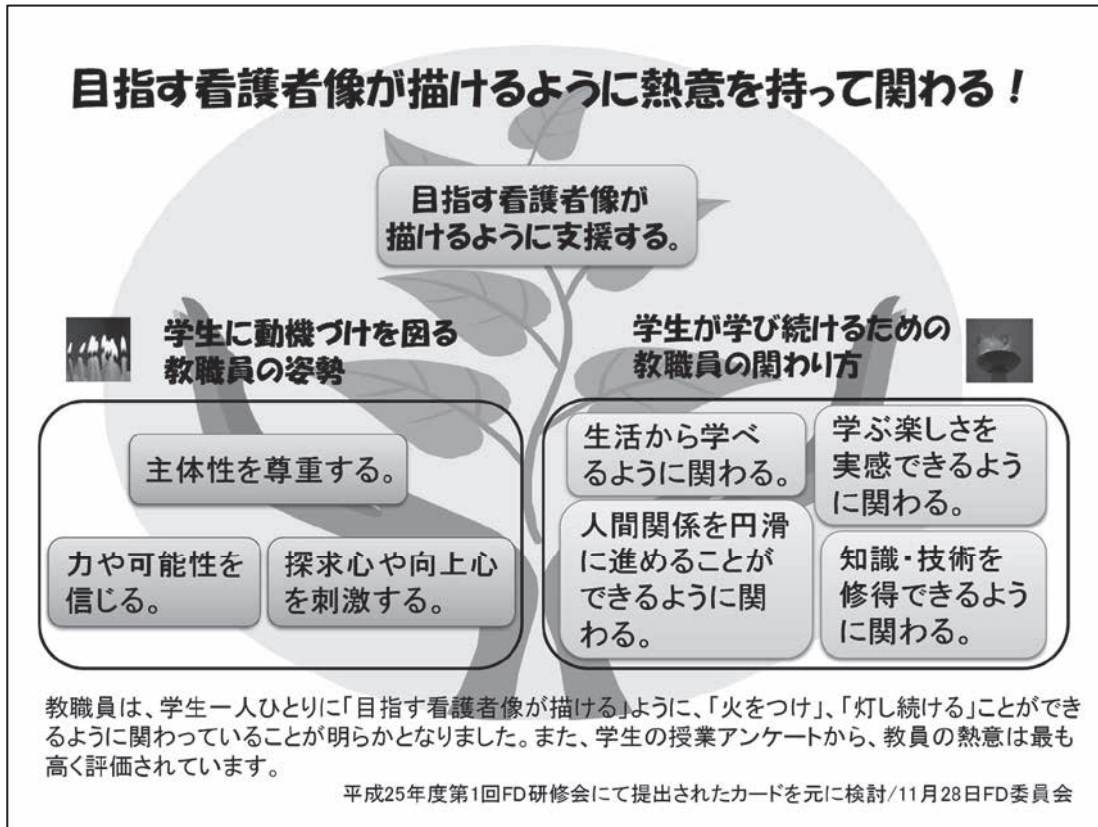 目指す看護者像が描けるように熱意を持って関わる！
目指す看護者像が
描けるように支援する。
学生に動機づけを図る
教職員の姿勢
主体性を尊重する。
力や可能性を
信じる。
探求心や向上心
を刺激する。
学生が学び続けるための
教職員の関わり方
生活から学べ
るように関わる。
学ぶ楽しさを
実感できるよう
に関わる。
人間関係を円滑
に進めることが
できるように関
わる。
知識・技術を
修得できるよう
に関わる。
教職員は、学生一人ひとりに「目指す看護者像が描ける」ように、「火をつけ」、「灯し続ける」ことができ
るように関わっていることが明らかとなりました。また、学生の授業アンケートから、教員の熱意は最も
高く評価されています。
平成25年度第1回FD研修会にて提出されたカードを元に検討/11月28日FD委員会